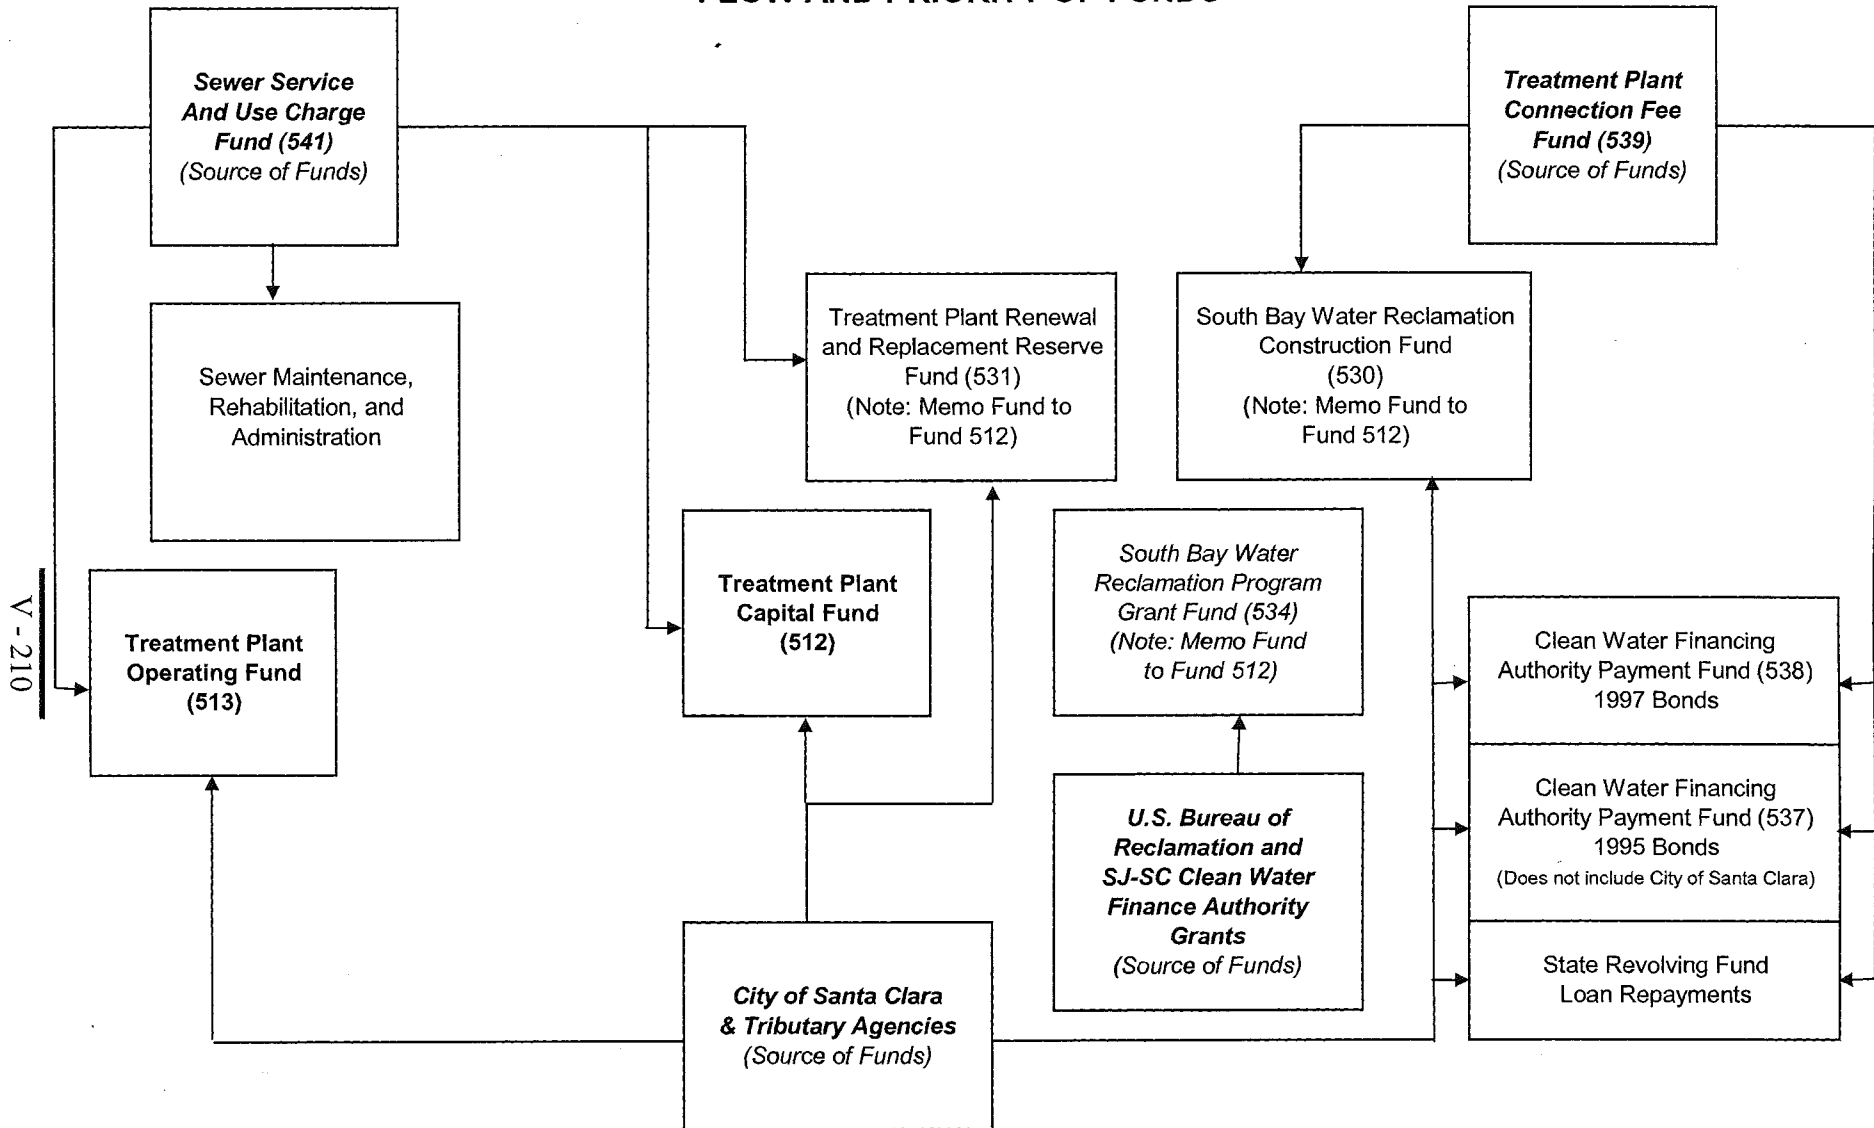 FLOW AND PRIORITY OF FUNDS
Sewer Service
And Use Charge
Fund (541)
(Source of Funds)
Treatment Plant
Connection Fee
Fund (539)
(Source of Funds)
Sewer Maintenance,
Rehabilitation, and
Administration
Treatment Plant Renewal
and Replacement Reserve
Fund (531)
(Note: Memo Fund to
Fund 512)
South Bay Water Reclamation
Construction Fund
(530)
(Note: Memo Fund to
Fund 512)
Treatment Plant
Operating Fund
(513)
Treatment Plant
Capital Fund
(512)
South Bay Water
Reclamation Program
Grant Fund (534)
(Note: Memo Fund
to Fund 512)
Clean Water Financing
Authority Payment Fund (538)
1997 Bonds
Clean Water Financing
Authority Payment Fund (537)
1995 Bonds
(Does not include City of Santa Clara)
State Revolving Fund
Loan Repayments
U.S. Bureau of
Reclamation and
SJ-SC Clean Water
Finance Authority
Grants
(Source of Funds)
City of Santa Clara
& Tributary Agencies
(Source of Funds)
V - 210